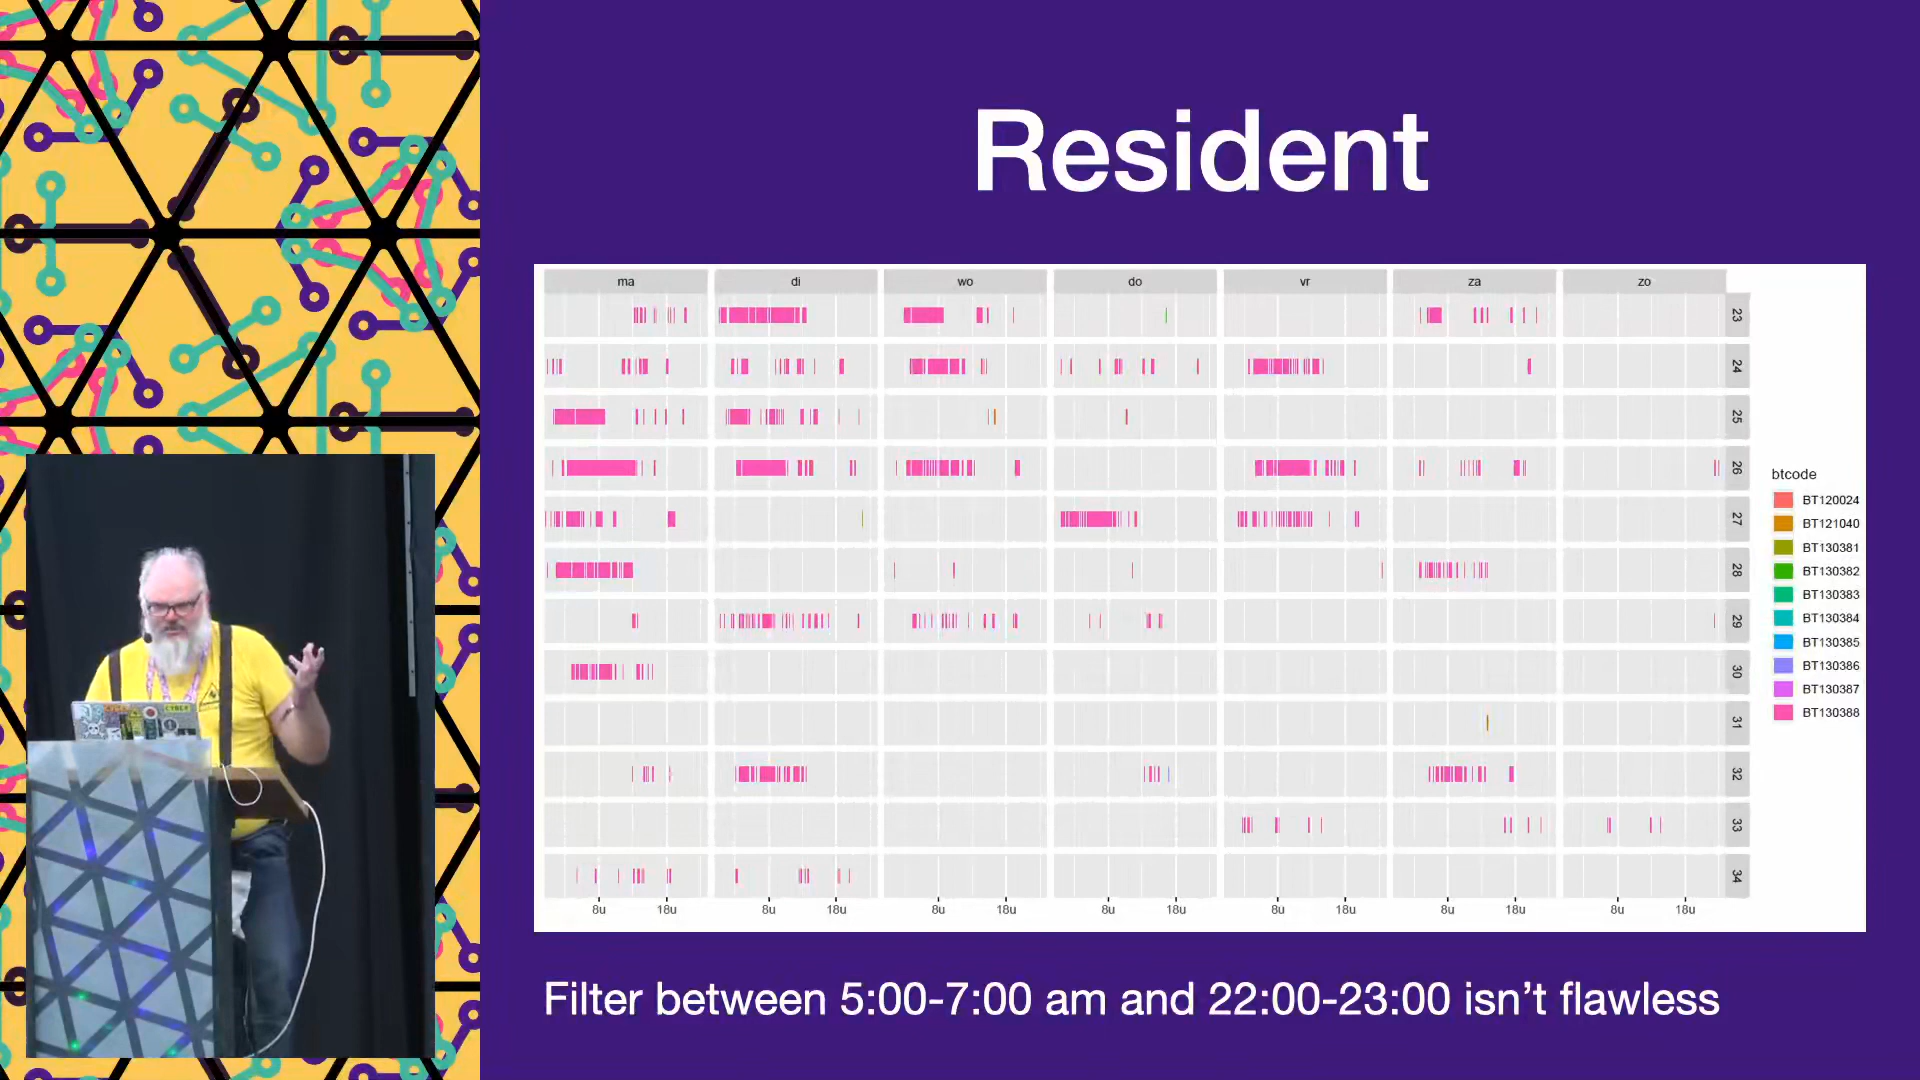 Resident
ma di wo do vr za zo
23
24
25
26
27
28
29
30
31
32
33
34
8u 18u 8u 18u 8u 18u 8u 18u 8u 18u 8u 18u 8u 18u
btcode
BT120024
BT121040
BT130381
BT130382
BT130383
BT130384
BT130385
BT130386
BT130387
BT130388
CYBER
Filter between 5:00-7:00 am and 22:00-23:00 isn't flawless